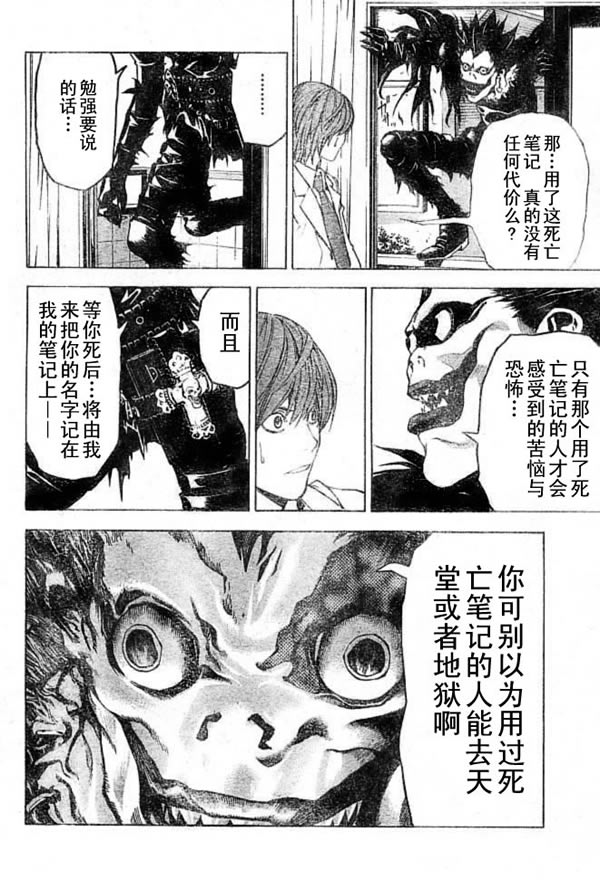 那…用了这死亡
笔记 真的没有
任何代价么？
………
勉强要说
的话…
只有那个用了死
亡笔记的人才会
感受到的苦恼与
恐怖…
而且
等你死后…将由我
来把你的名字记在
我的笔记上——
你可别以为用过死
亡笔记的人能去天
堂或者地狱啊